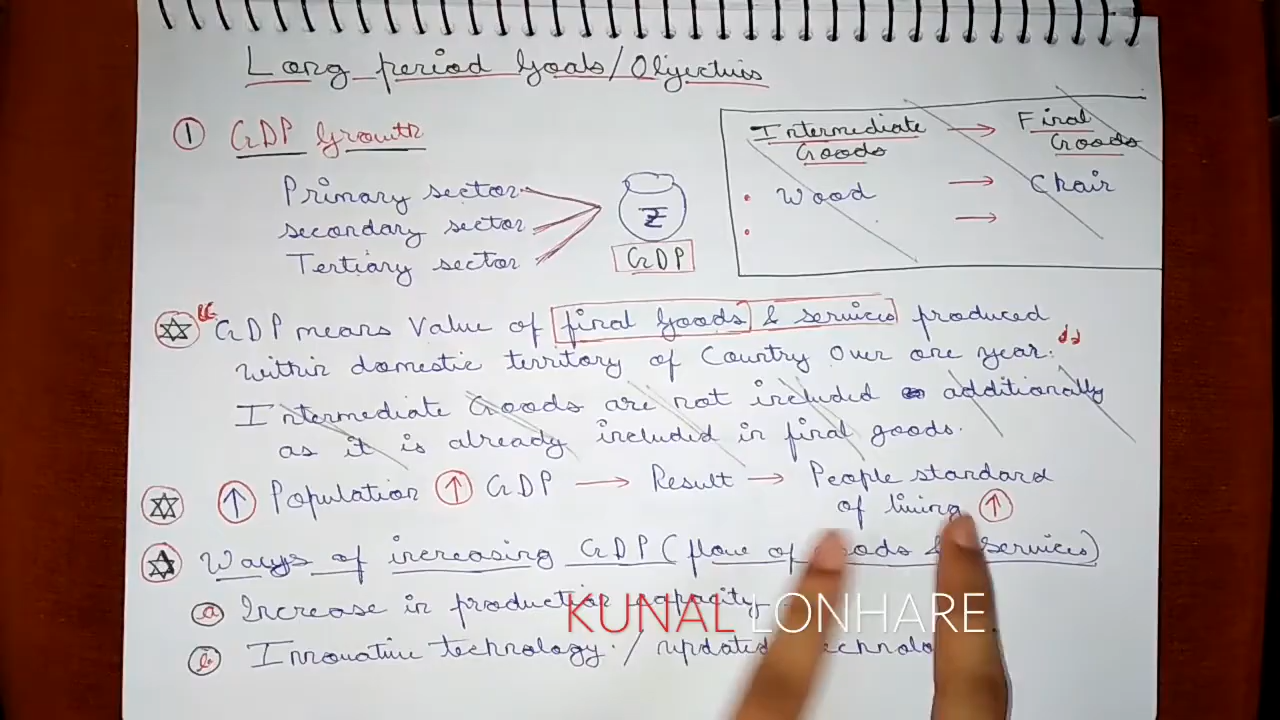 Long period Goals/Objectives
① GDP Growth
Primary sector
secondary sector
Tertiary sector
GDP
Intermediate Goods → Final Goods
• Wood → Chair
• →
"GDP means Value of final goods & services produced
within domestic territory of Country Over one year."
Intermediate Goods are not included additionally
as it is already included in final goods.
↑ Population ↑ GDP → Result → People standard
of living ↑
Ways of increasing GDP (flow of goods & services)
a Increase in production capacity
b Innovative technology / updated
KUNAL LONHARE